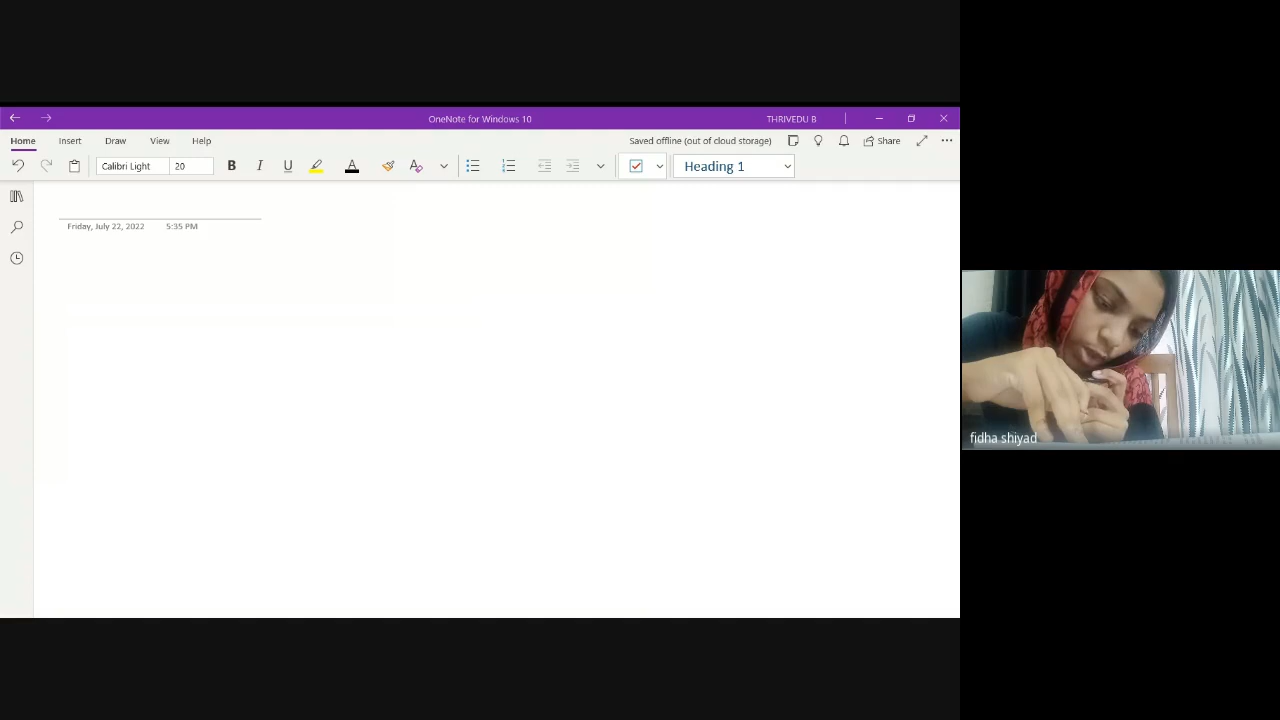 OneNote for Windows 10
THRIVEDU B
Home Insert Draw View Help
Saved offline (out of cloud storage)
Share
Calibri Light 20 B I U A A Heading 1
Friday, July 22, 2022 5:35 PM
fidha shiyad